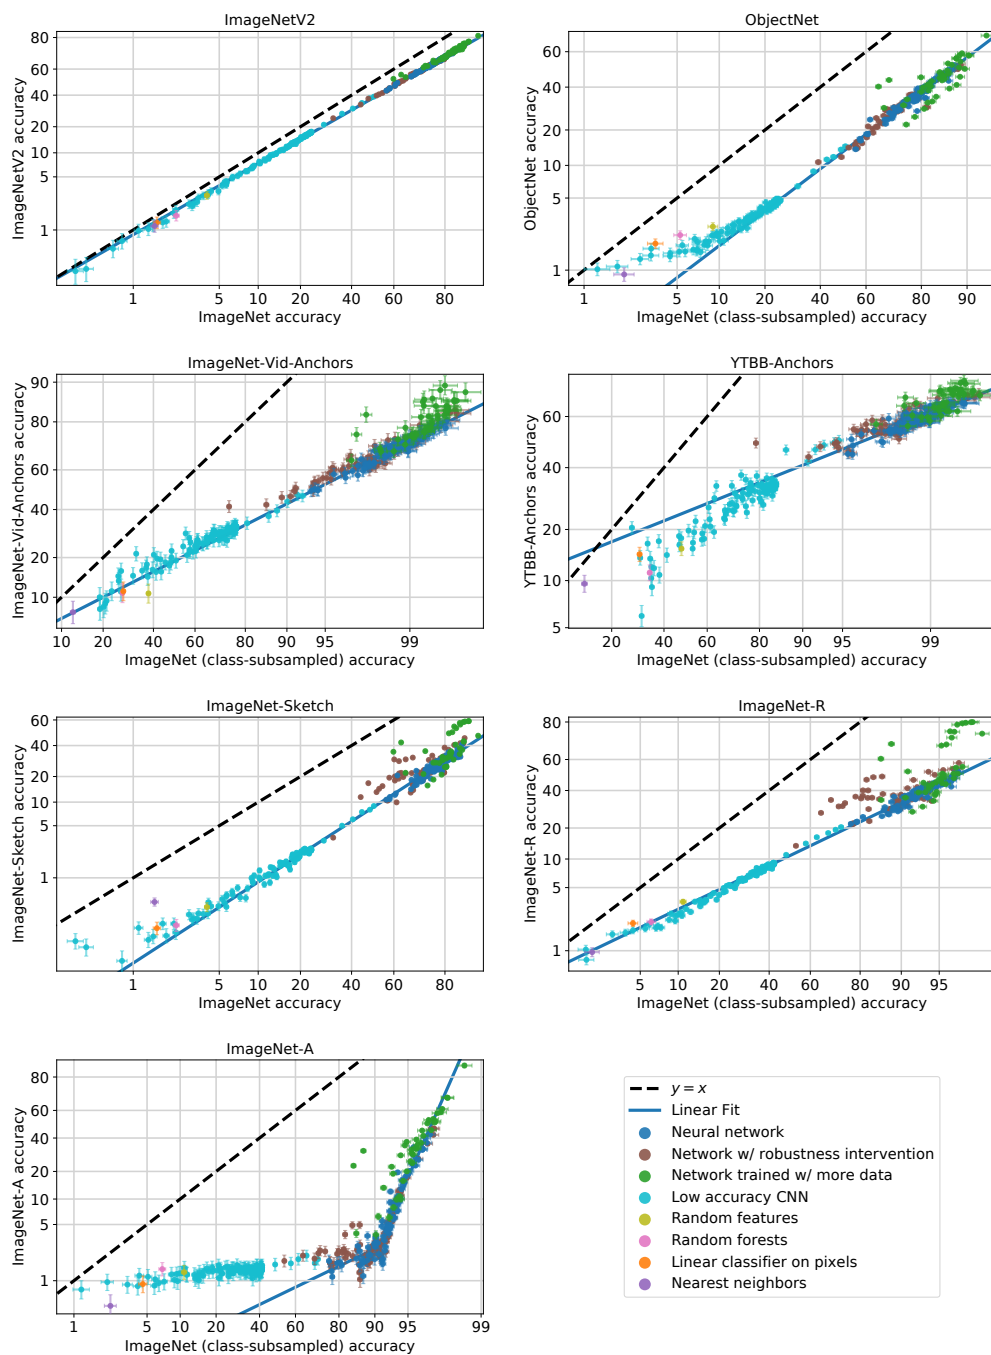 ImageNetV2
ImageNetV2 accuracy
80
60
40
20
10
5
1
1 5 10 20 40 60 80
ImageNet accuracy
ObjectNet
ObjectNet accuracy
60
40
20
10
5
1
1 5 10 20 40 60 80 90
ImageNet (class-subsampled) accuracy
ImageNet-Vid-Anchors
ImageNet-Vid-Anchors accuracy
90
80
60
40
20
10
10 20 40 60 80 90 95 99
ImageNet (class-subsampled) accuracy
YTBB-Anchors
YTBB-Anchors accuracy
60
40
20
10
5
20 40 60 80 90 95 99
ImageNet (class-subsampled) accuracy
ImageNet-Sketch
ImageNet-Sketch accuracy
60
40
20
10
5
1
1 5 10 20 40 60 80
ImageNet accuracy
ImageNet-R
ImageNet-R accuracy
80
60
40
20
10
5
1
5 10 20 40 60 80 90 95
ImageNet (class-subsampled) accuracy
ImageNet-A
ImageNet-A accuracy
80
60
40
20
10
5
1
1 5 10 20 40 60 80 90 95 99
ImageNet (class-subsampled) accuracy
y = x
Linear Fit
Neural network
Network w/ robustness intervention
Network trained w/ more data
Low accuracy CNN
Random features
Random forests
Linear classifier on pixels
Nearest neighbors